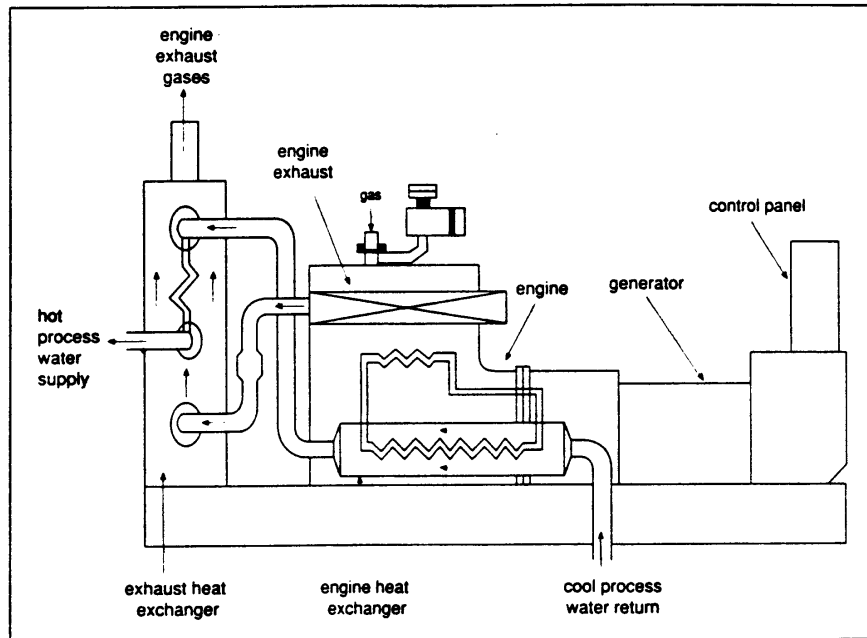 engine
exhaust
gases
engine
exhaust
gas
control panel
generator
engine
hot
process
water
supply
exhaust heat
exchanger
engine heat
exchanger
cool process
water return